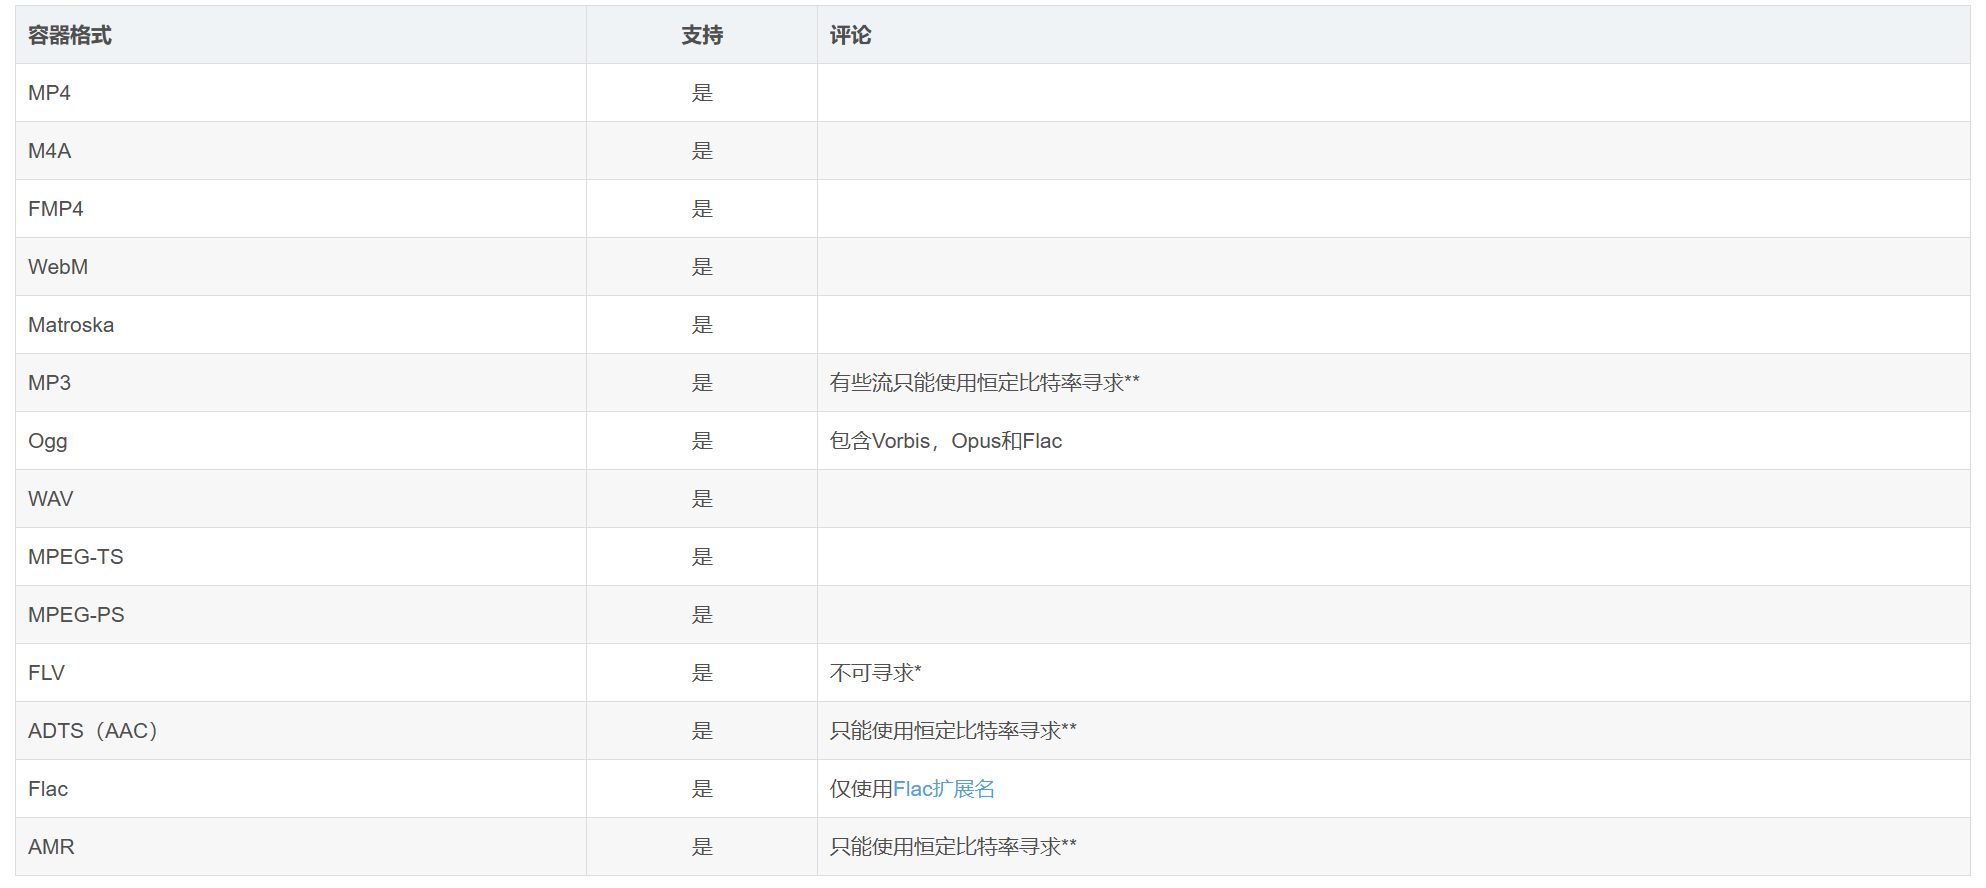 容器格式 支持 评论
MP4 是
M4A 是
FMP4 是
WebM 是
Matroska 是
MP3 是 有些流只能使用恒定比特率寻求**
Ogg 是 包含Vorbis，Opus和Flac
WAV 是
MPEG-TS 是
MPEG-PS 是
FLV 是 不可寻求*
ADTS（AAC） 是 只能使用恒定比特率寻求**
Flac 是 仅使用Flac扩展名
AMR 是 只能使用恒定比特率寻求**